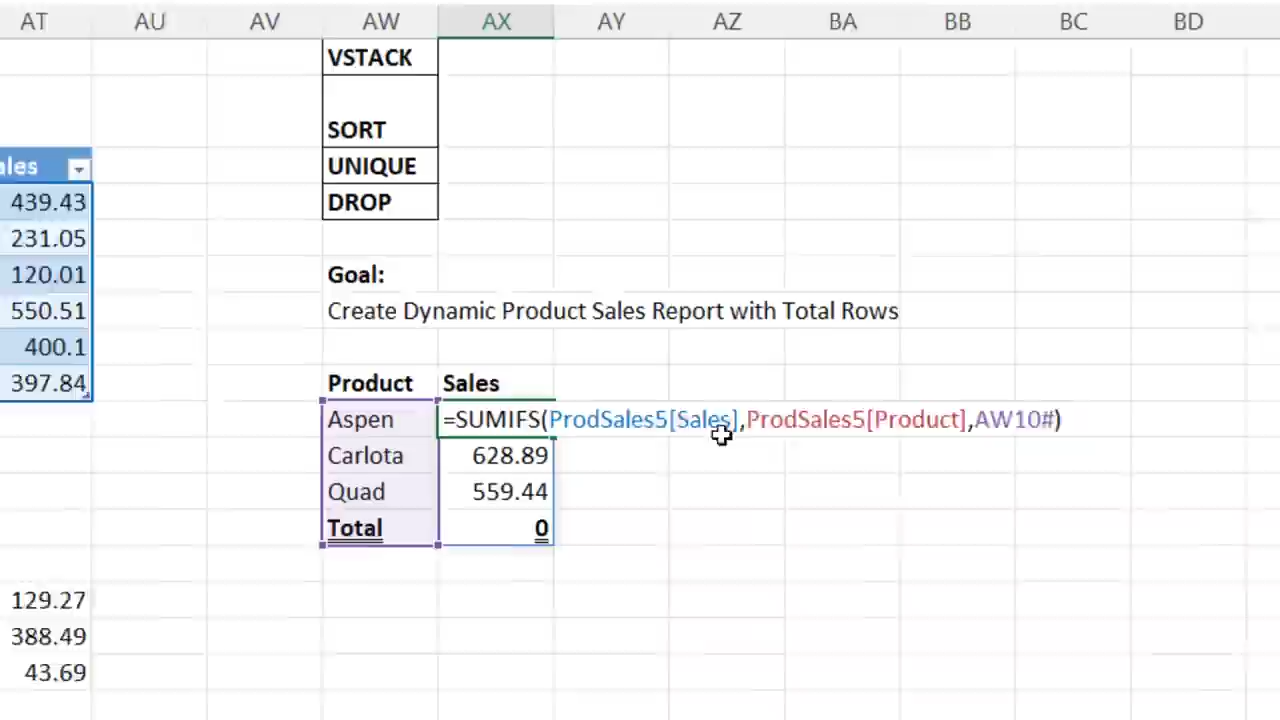 AT AU AV AW AX AY AZ BA BB BC BD
VSTACK
SORT
ales
UNIQUE
439.43
DROP
231.05
120.01
Goal:
550.51
Create Dynamic Product Sales Report with Total Rows
400.1
397.84
Product Sales
Aspen =SUMIFS(ProdSales5[Sales],ProdSales5[Product],AW10#)
Carlota 628.89
Quad 559.44
Total 0
129.27
388.49
43.69